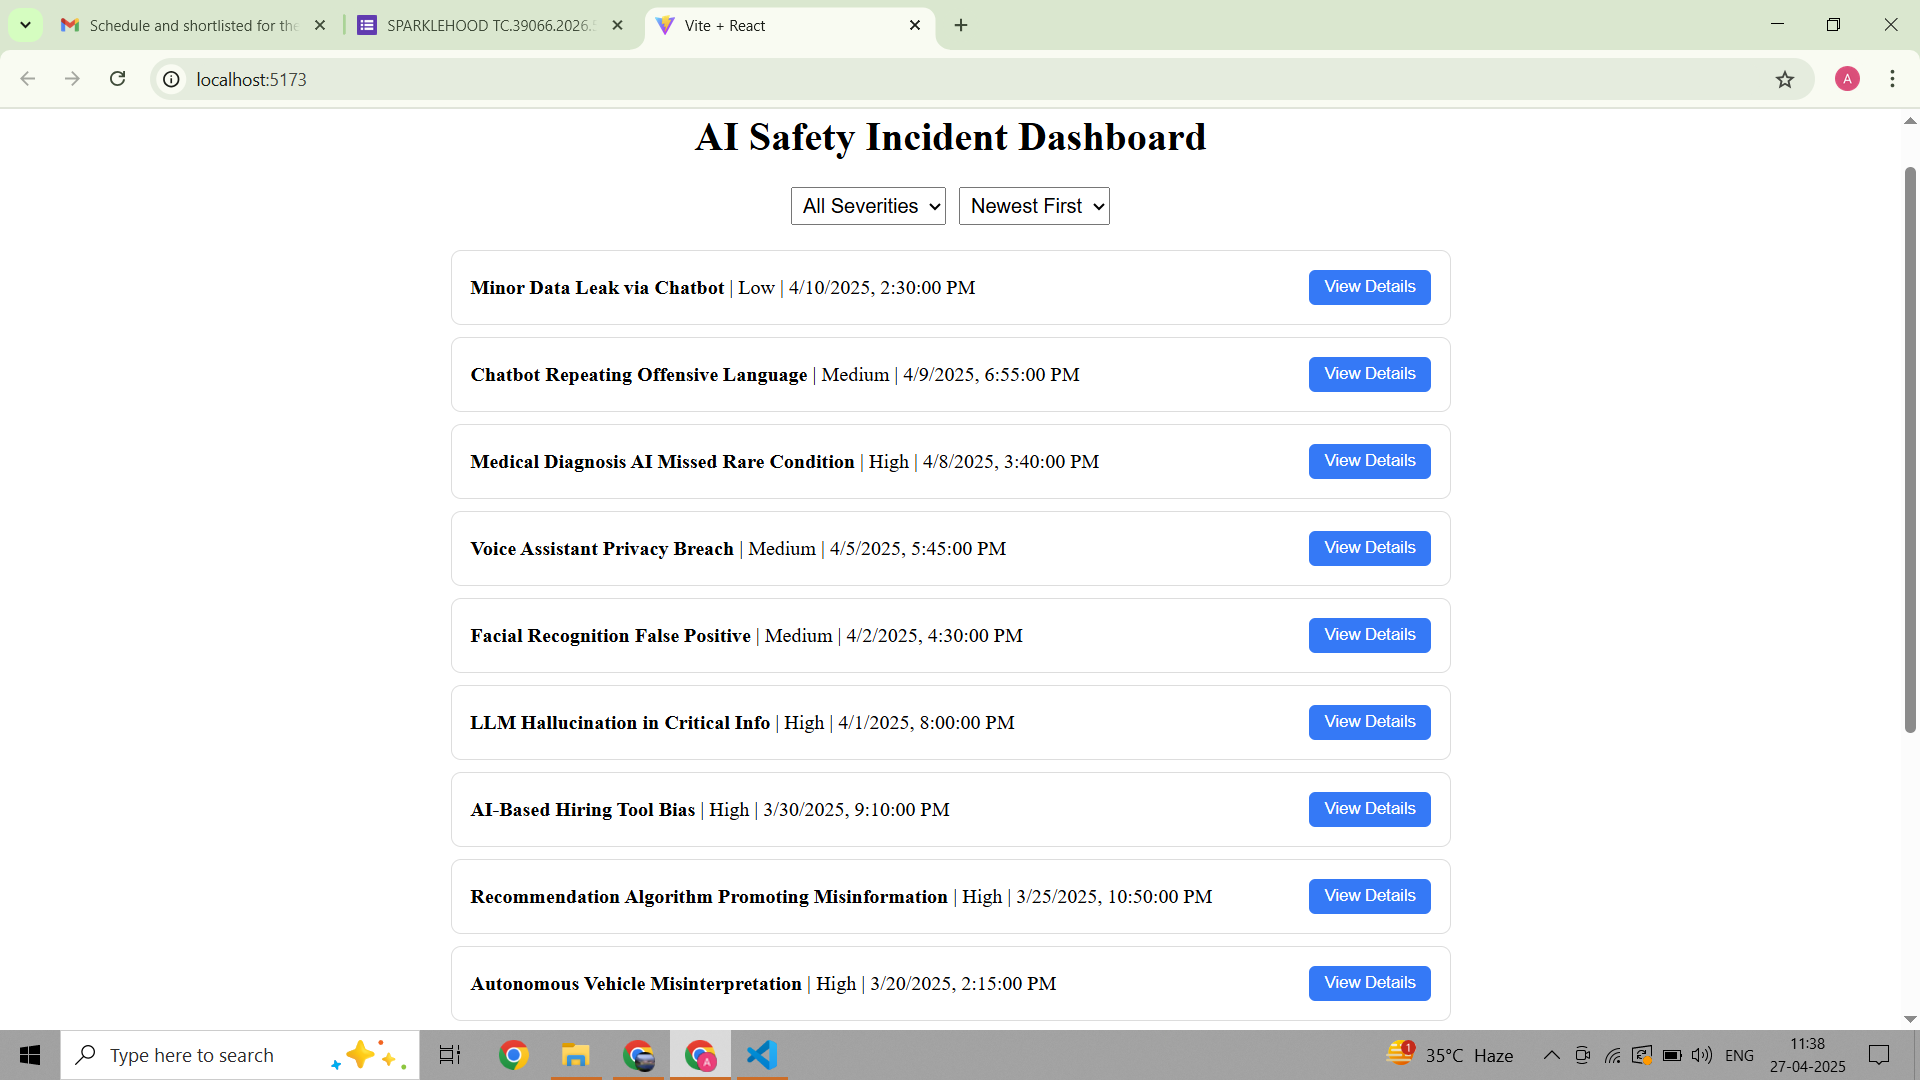 Schedule and shortlisted for the
SPARKLEHOOD TC.39066.2026.
Vite + React
localhost:5173
A
AI Safety Incident Dashboard
All Severities
Newest First
Minor Data Leak via Chatbot | Low | 4/10/2025, 2:30:00 PM
View Details
Chatbot Repeating Offensive Language | Medium | 4/9/2025, 6:55:00 PM
View Details
Medical Diagnosis AI Missed Rare Condition | High | 4/8/2025, 3:40:00 PM
View Details
Voice Assistant Privacy Breach | Medium | 4/5/2025, 5:45:00 PM
View Details
Facial Recognition False Positive | Medium | 4/2/2025, 4:30:00 PM
View Details
LLM Hallucination in Critical Info | High | 4/1/2025, 8:00:00 PM
View Details
AI-Based Hiring Tool Bias | High | 3/30/2025, 9:10:00 PM
View Details
Recommendation Algorithm Promoting Misinformation | High | 3/25/2025, 10:50:00 PM
View Details
Autonomous Vehicle Misinterpretation | High | 3/20/2025, 2:15:00 PM
View Details
Type here to search
A
1
35°C Haze
ENG
11:38
27-04-2025